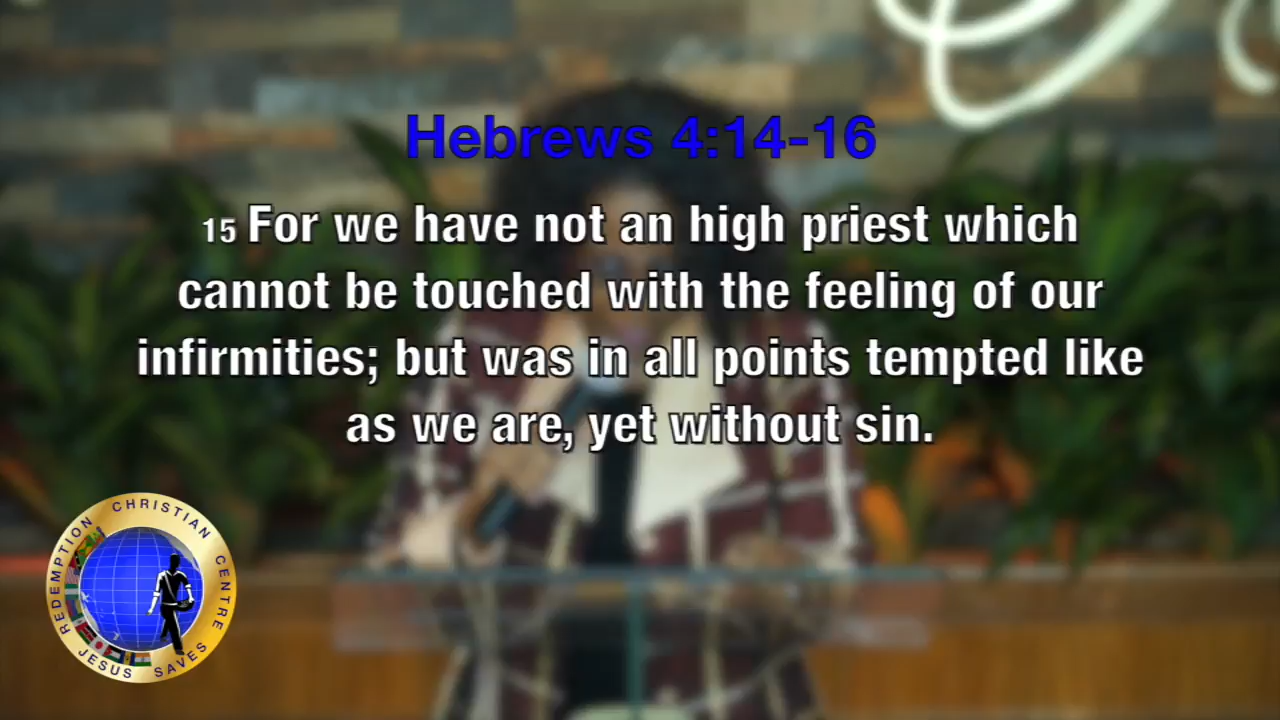 Hebrews 4:14-16
15 For we have not an high priest which
cannot be touched with the feeling of our
infirmities; but was in all points tempted like
as we are, yet without sin.
REDEMPTION CHRISTIAN CENTRE
JESUS SAVES